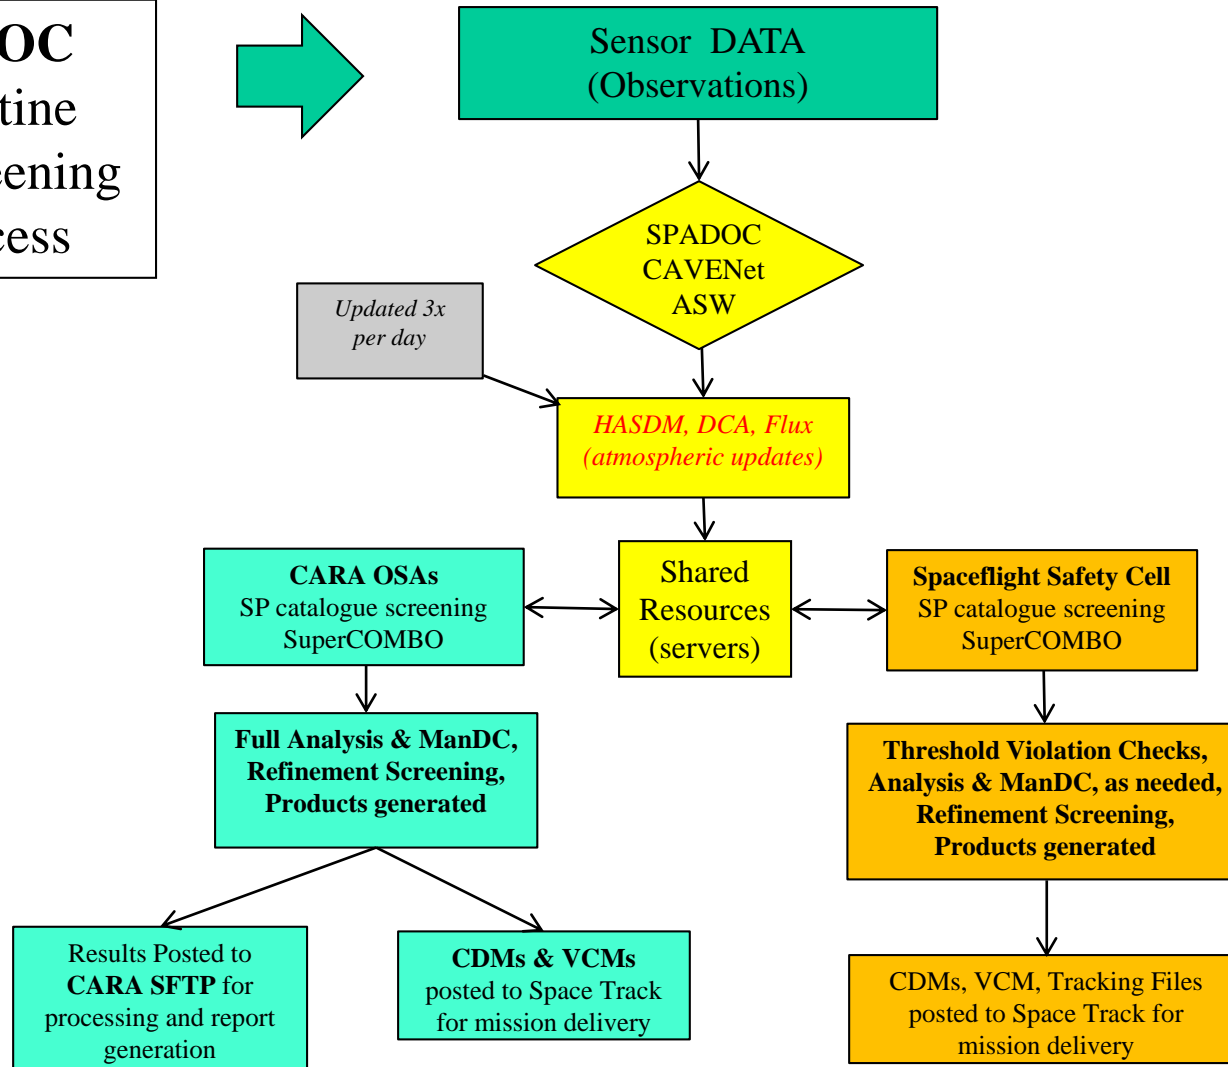 OC
tine
eening
cess
Sensor DATA
(Observations)
SPADOC
CAVENet
ASW
Updated 3x
per day
HASDM, DCA, Flux
(atmospheric updates)
CARA OSAs
SP catalogue screening
SuperCOMBO
Shared
Resources
(servers)
Spaceflight Safety Cell
SP catalogue screening
SuperCOMBO
Full Analysis & ManDC,
Refinement Screening,
Products generated
Threshold Violation Checks,
Analysis & ManDC, as needed,
Refinement Screening,
Products generated
Results Posted to
CARA SFTP for
processing and report
generation
CDMs & VCMs
posted to Space Track
for mission delivery
CDMs, VCM, Tracking Files
posted to Space Track for
mission delivery